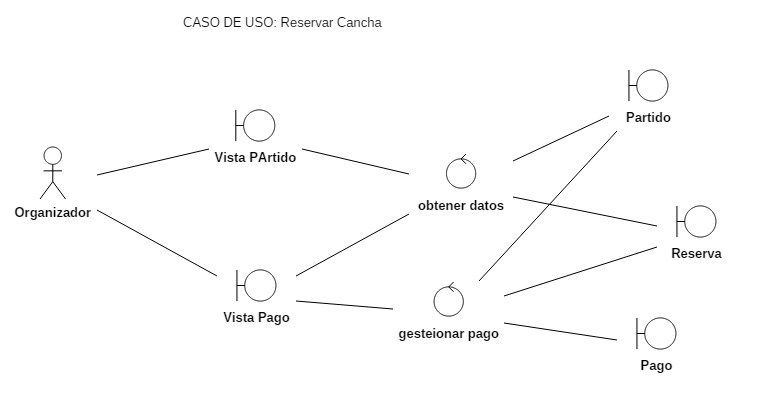 CASO DE USO: Reservar Cancha
Partido
Vista PArtido
obtener datos
Organizador
Reserva
Vista Pago
gesteionar pago
Pago